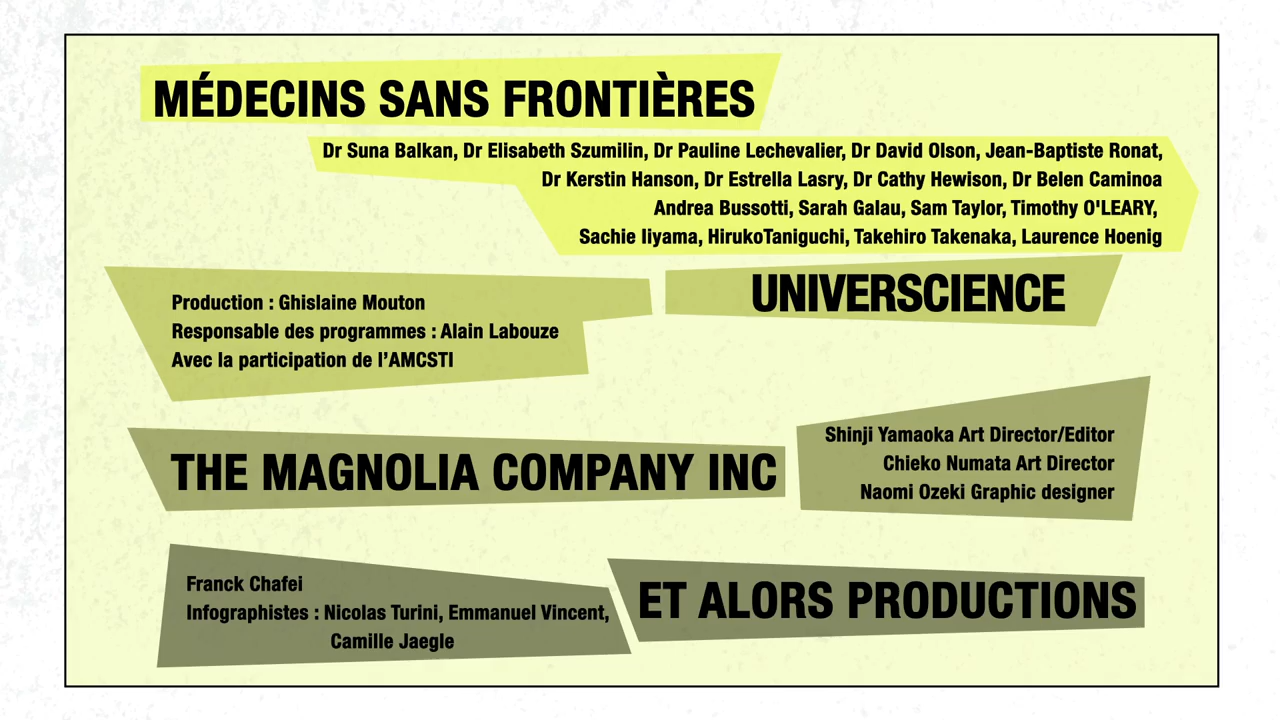 MÉDECINS SANS FRONTIÈRES
Dr Suna Balkan, Dr Elisabeth Szumilin, Dr Pauline Lechevalier, Dr David Olson, Jean-Baptiste Ronat,
Dr Kerstin Hanson, Dr Estrella Lasry, Dr Cathy Hewison, Dr Belen Caminoa
Andrea Bussotti, Sarah Galau, Sam Taylor, Timothy O'LEARY,
Sachie Iiyama, HirukoTaniguchi, Takehiro Takenaka, Laurence Hoenig
UNIVERSCIENCE
Production : Ghislaine Mouton
Responsable des programmes : Alain Labouze
Avec la participation de l’AMCSTI
THE MAGNOLIA COMPANY INC
Shinji Yamaoka Art Director/Editor
Chieko Numata Art Director
Naomi Ozeki Graphic designer
ET ALORS PRODUCTIONS
Franck Chafei
Infographistes : Nicolas Turini, Emmanuel Vincent,
Camille Jaegle